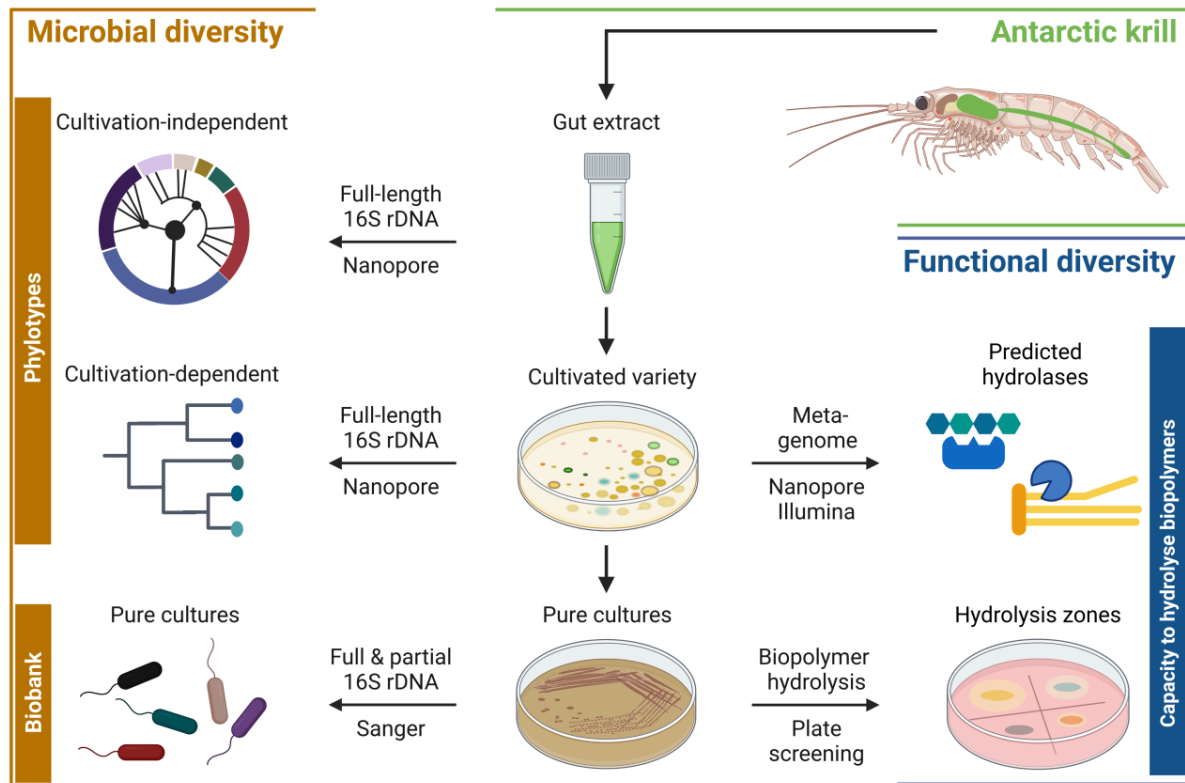 Microbial diversity
Antarctic krill
Phylotypes
Cultivation-independent
Full-length
16S rDNA
Nanopore
Gut extract
Functional diversity
Cultivation-dependent
Full-length
16S rDNA
Nanopore
Cultivated variety
Meta-
genome
Nanopore
Illumina
Predicted
hydrolases
Capacity to hydrolyse biopolymers
Biobank
Pure cultures
Full & partial
16S rDNA
Sanger
Pure cultures
Biopolymer
hydrolysis
Plate
screening
Hydrolysis zones